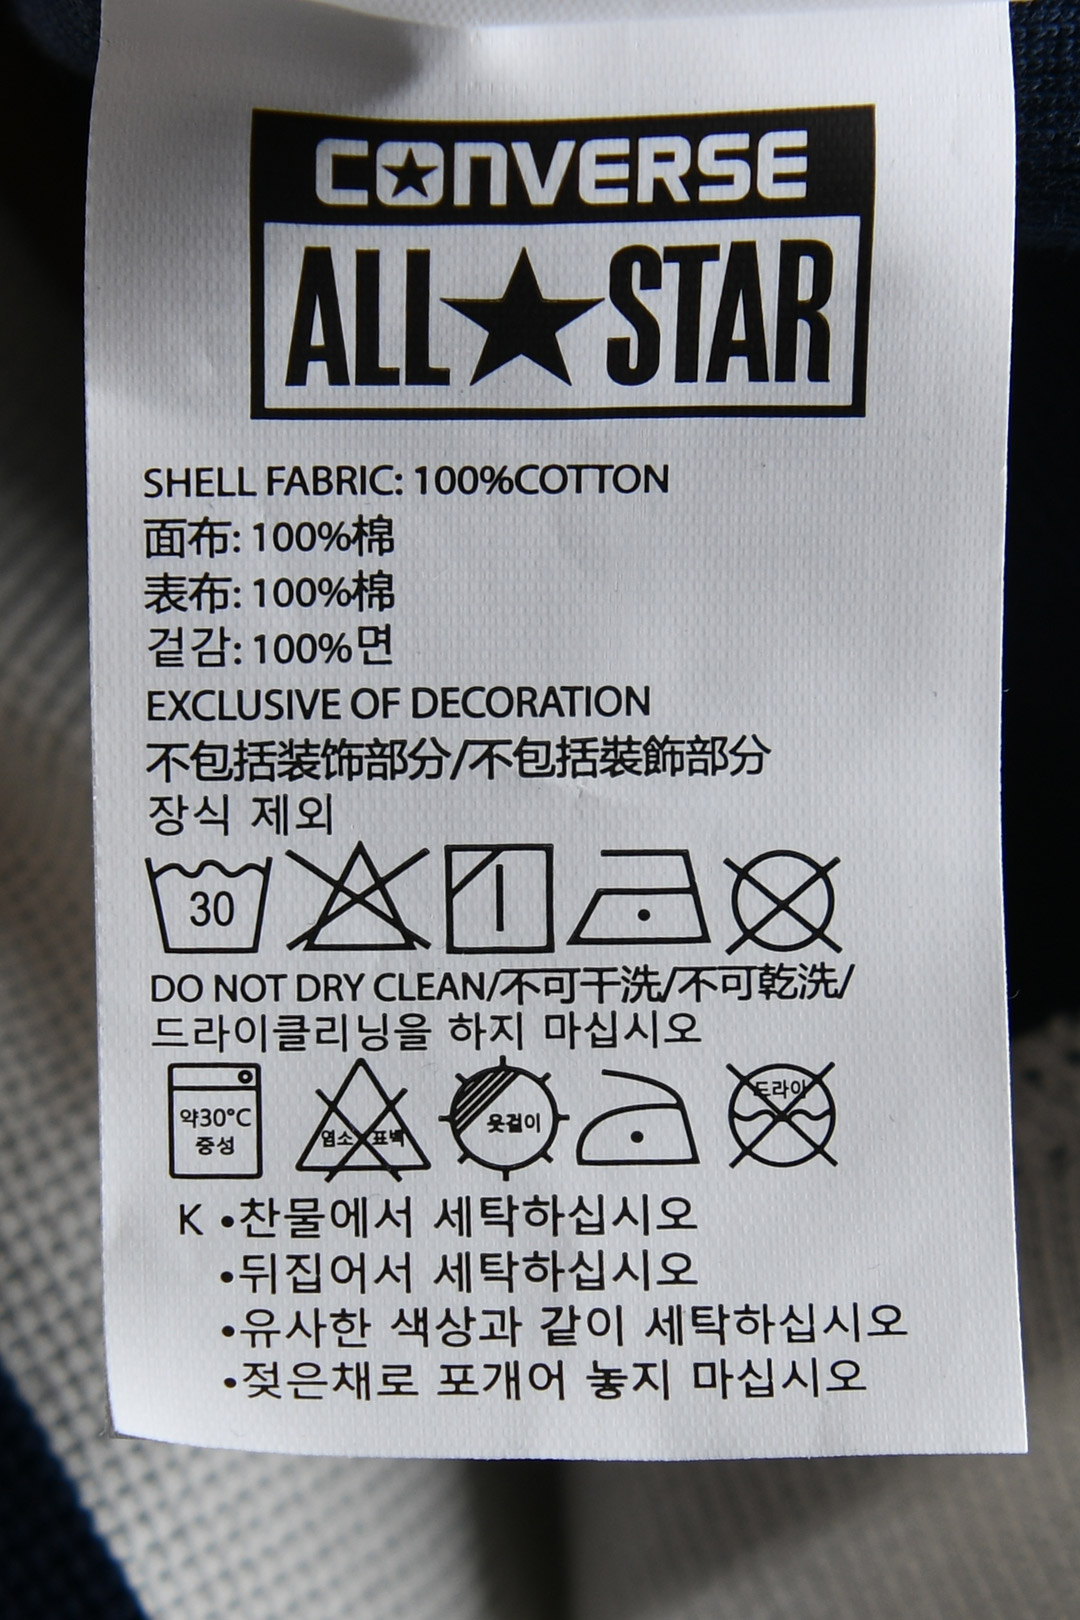 CONVERSE
ALL★STAR
SHELL FABRIC: 100%COTTON
面布: 100%棉
表布: 100%棉
겉감: 100%면
EXCLUSIVE OF DECORATION
不包括装饰部分/不包括裝飾部分
장식 제외
30
DO NOT DRY CLEAN/不可干洗/不可乾洗/
드라이클리닝을 하지 마십시오
약30°C
중성
염소 표백
옷걸이
드라이
K •찬물에서 세탁하십시오
•뒤집어서 세탁하십시오
•유사한 색상과 같이 세탁하십시오
•젖은채로 포개어 놓지 마십시오